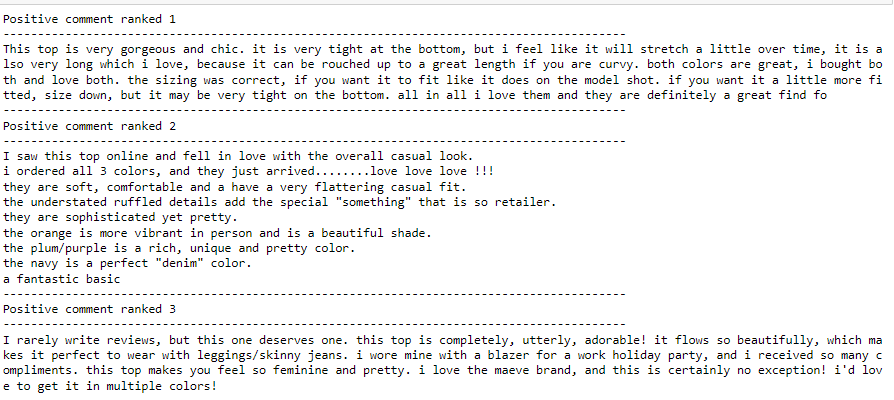 Positive comment ranked 1
--------------------------------------------------------------------------------
This top is very gorgeous and chic. it is very tight at the bottom, but i feel like it will stretch a little over time, it is a
lso very long which i love, because it can be rouched up to a great length if you are curvy. both colors are great, i bought bo
th and love both. the sizing was correct, if you want it to fit like it does on the model shot. if you want it a little more fi
tted, size down, but it may be very tight on the bottom. all in all i love them and they are definitely a great find fo
--------------------------------------------------------------------------------
Positive comment ranked 2
--------------------------------------------------------------------------------
I saw this top online and fell in love with the overall casual look.
i ordered all 3 colors, and they just arrived........love love love !!!
they are soft, comfortable and a have a very flattering casual fit.
the understated ruffled details add the special "something" that is so retailer.
they are sophisticated yet pretty.
the orange is more vibrant in person and is a beautiful shade.
the plum/purple is a rich, unique and pretty color.
the navy is a perfect "denim" color.
a fantastic basic
--------------------------------------------------------------------------------
Positive comment ranked 3
--------------------------------------------------------------------------------
I rarely write reviews, but this one deserves one. this top is completely, utterly, adorable! it flows so beautifully, which ma
kes it perfect to wear with leggings/skinny jeans. i wore mine with a blazer for a work holiday party, and i received so many c
ompliments. this top makes you feel so feminine and pretty. i love the maeve brand, and this is certainly no exception! i'd lov
e to get it in multiple colors!